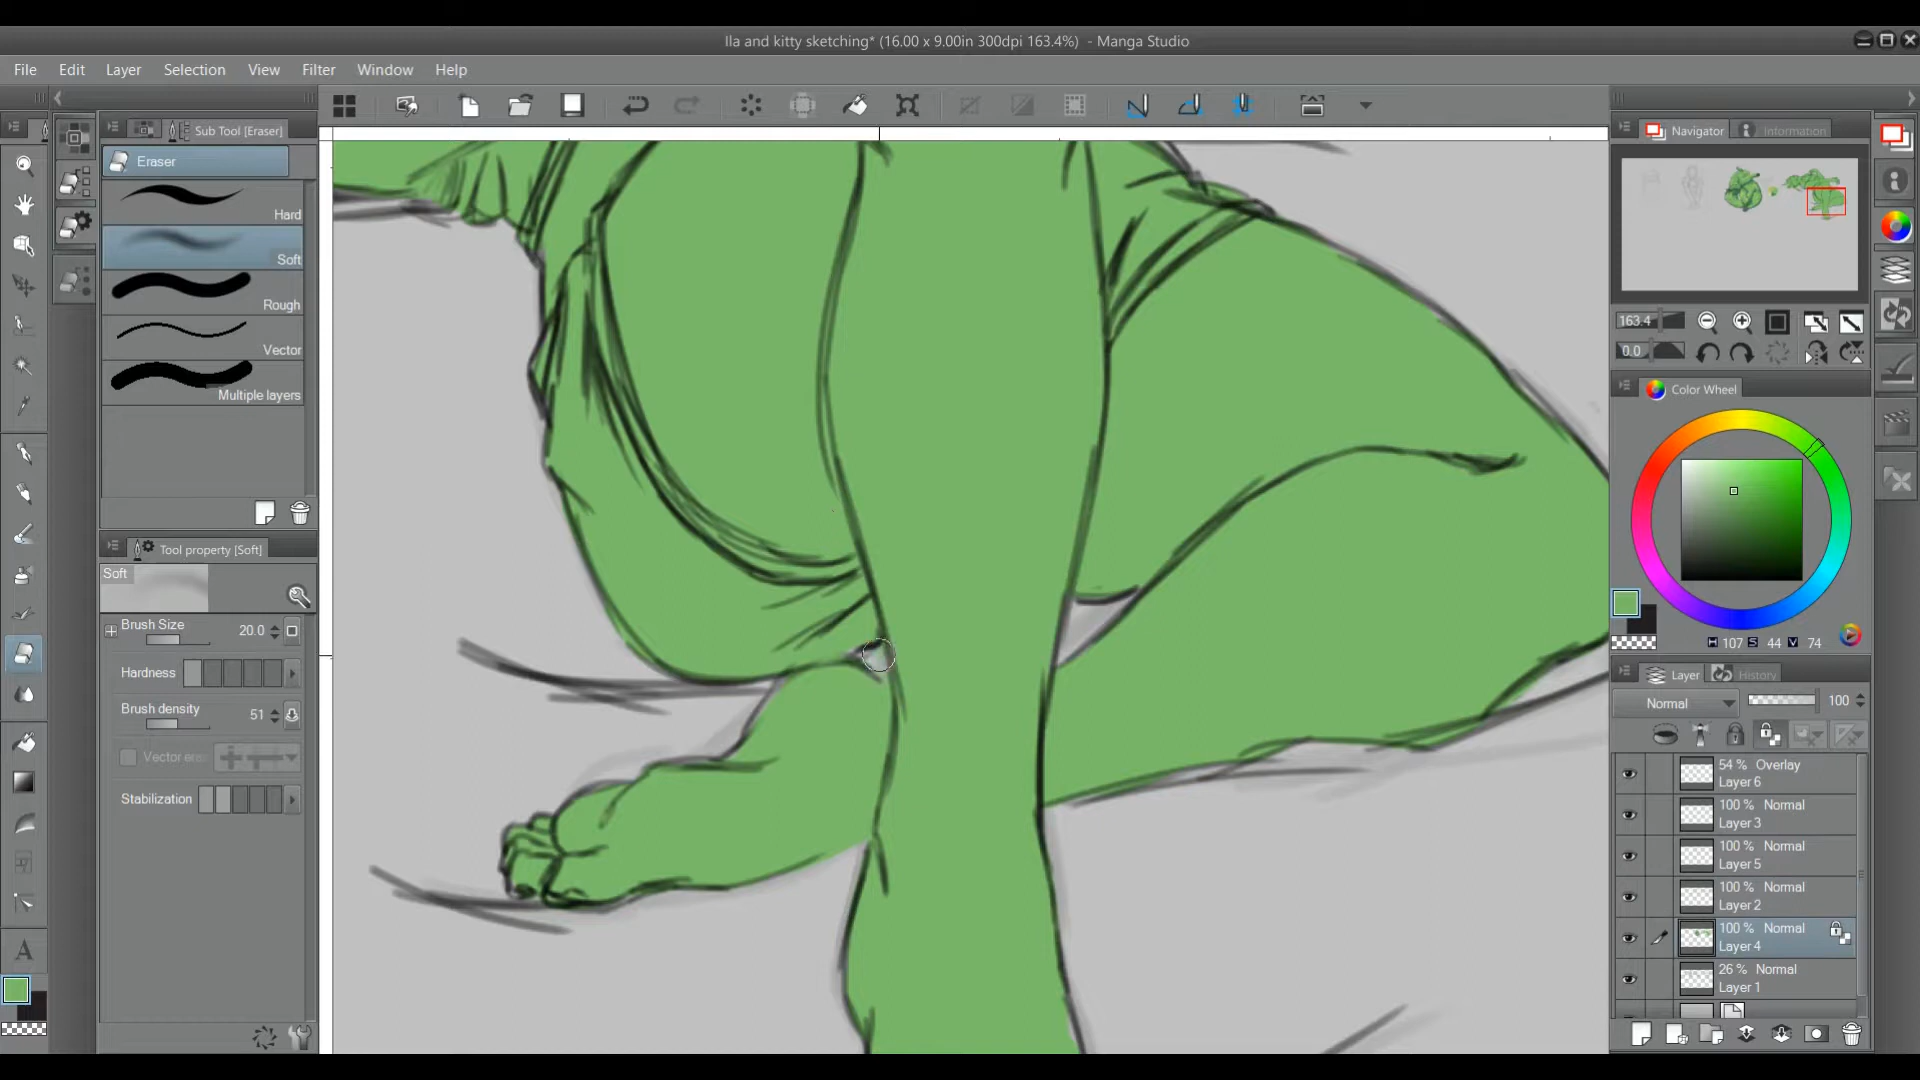 Ila and kitty sketching* (16.00 x 9.00in 300dpi 163.4%) - Manga Studio
File Edit Layer Selection View Filter Window Help
Sub Tool [Eraser]
Eraser
Hard
Soft
Rough
Vector
Multiple layers
Tool property [Soft]
Soft
Brush Size 20.0
Hardness
Brush density 51
Vector era
Stabilization
A
Navigator Information
163.4
0.0
Color Wheel
H 107 S 44 V 74
Layer History
Normal 100
54 % Overlay
Layer 6
100 % Normal
Layer 3
100 % Normal
Layer 5
100 % Normal
Layer 2
100 % Normal
Layer 4
26 % Normal
Layer 1